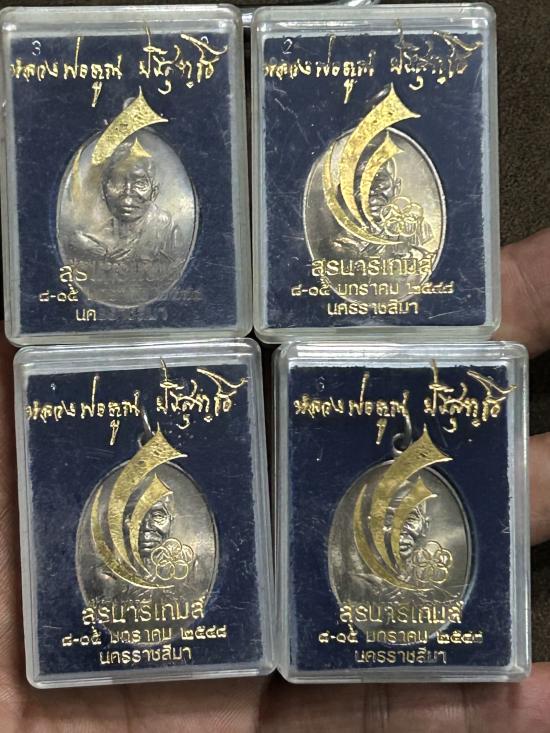 3
หลวงพ่อคูณ ปริสุทฺโธ
สุรนารีเกมส์
๘-๑๕
นครราชสีมา
2
หลวงพ่อคูณ ปริสุทฺโธ
สุรนารีเกมส์
๘-๑๕ มกราคม ๒๕๔๘
นครราชสีมา
หลวงพ่อคูณ ปริสุทฺโธ
สุรนารีเกมส์
๘-๑๕ มกราคม ๒๕๔๘
นครราชสีมา
หลวงพ่อคูณ ปริสุทฺโธ
สุรนารีเกมส์
๘-๑๕ มกราคม ๒๕๔๘
นครราชสีมา